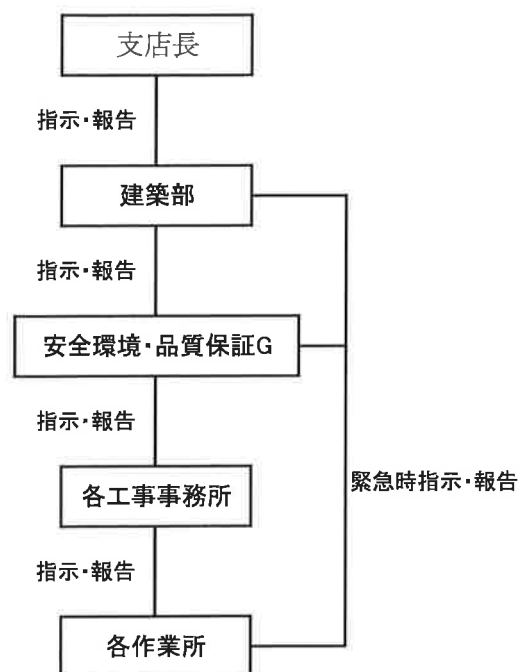 支店長
指示・報告
建築部
指示・報告
安全環境・品質保証G
指示・報告
各工事事務所
緊急時指示・報告
指示・報告
各作業所